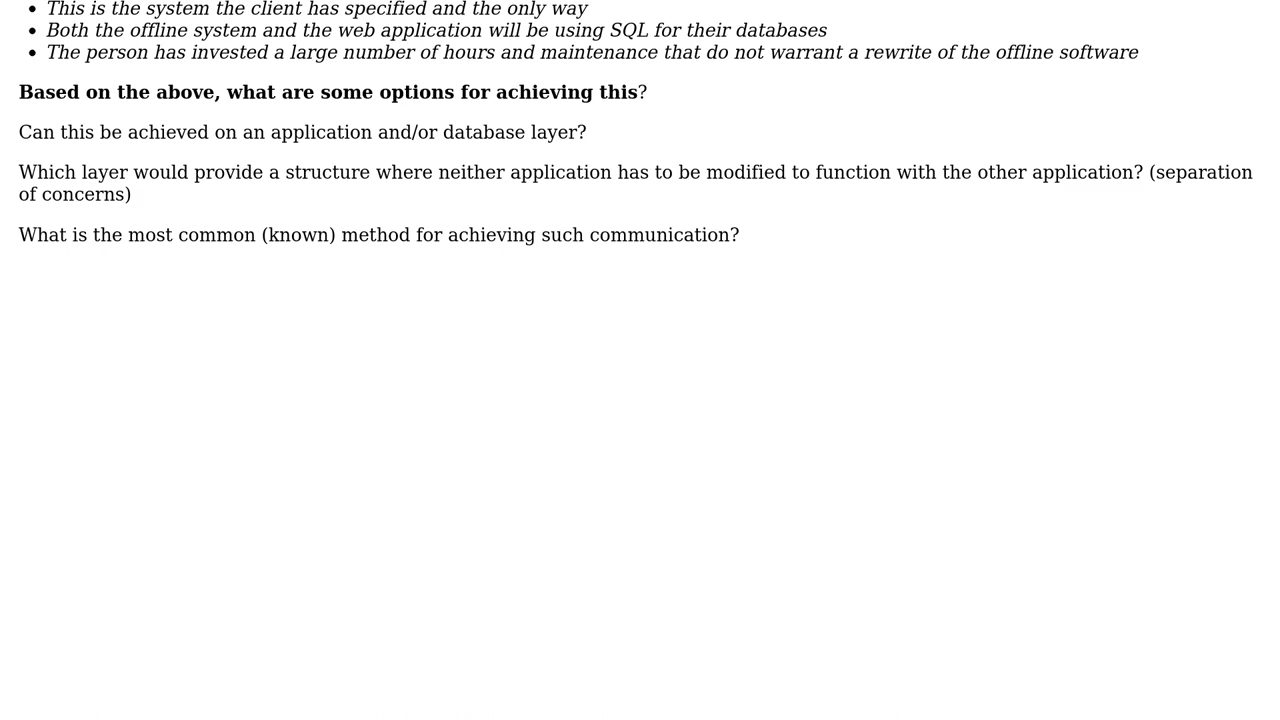 • This is the system the client has specified and the only way
• Both the offline system and the web application will be using SQL for their databases
• The person has invested a large number of hours and maintenance that do not warrant a rewrite of the offline software
Based on the above, what are some options for achieving this?
Can this be achieved on an application and/or database layer?
Which layer would provide a structure where neither application has to be modified to function with the other application? (separation
of concerns)
What is the most common (known) method for achieving such communication?